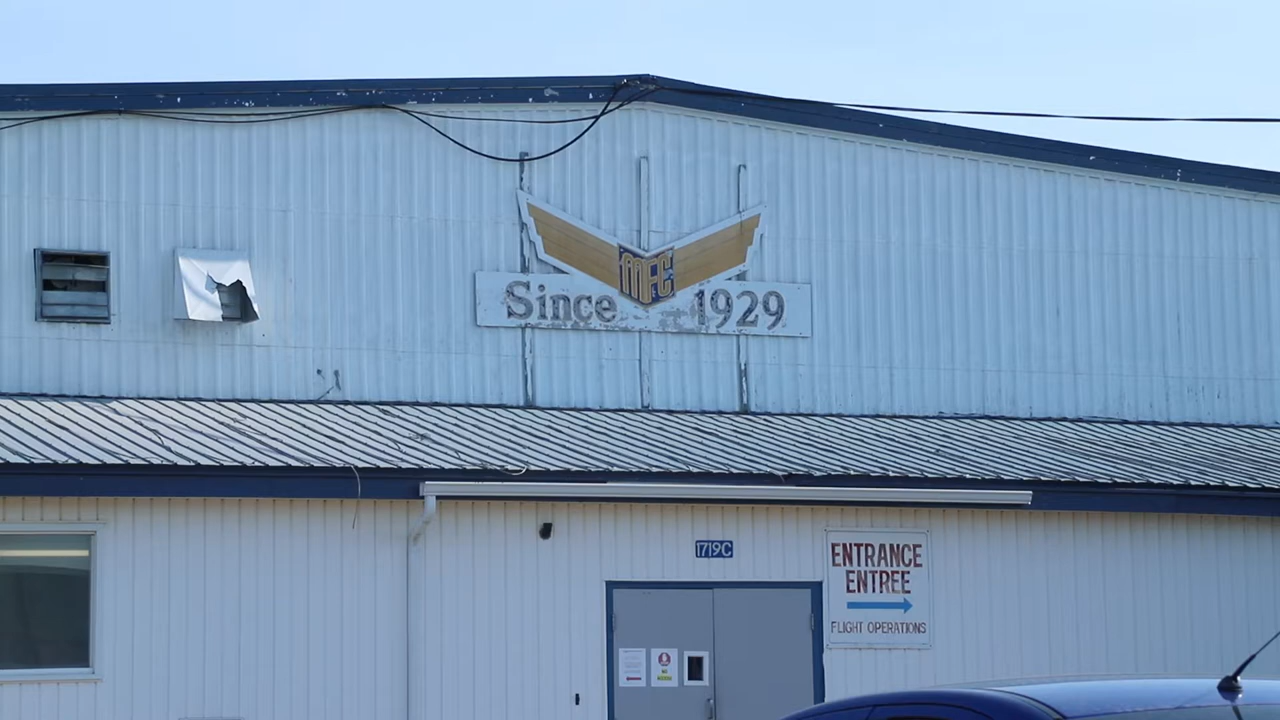 MFC
Since 1929
1719C
ENTRANCE
ENTREE
FLIGHT OPERATIONS